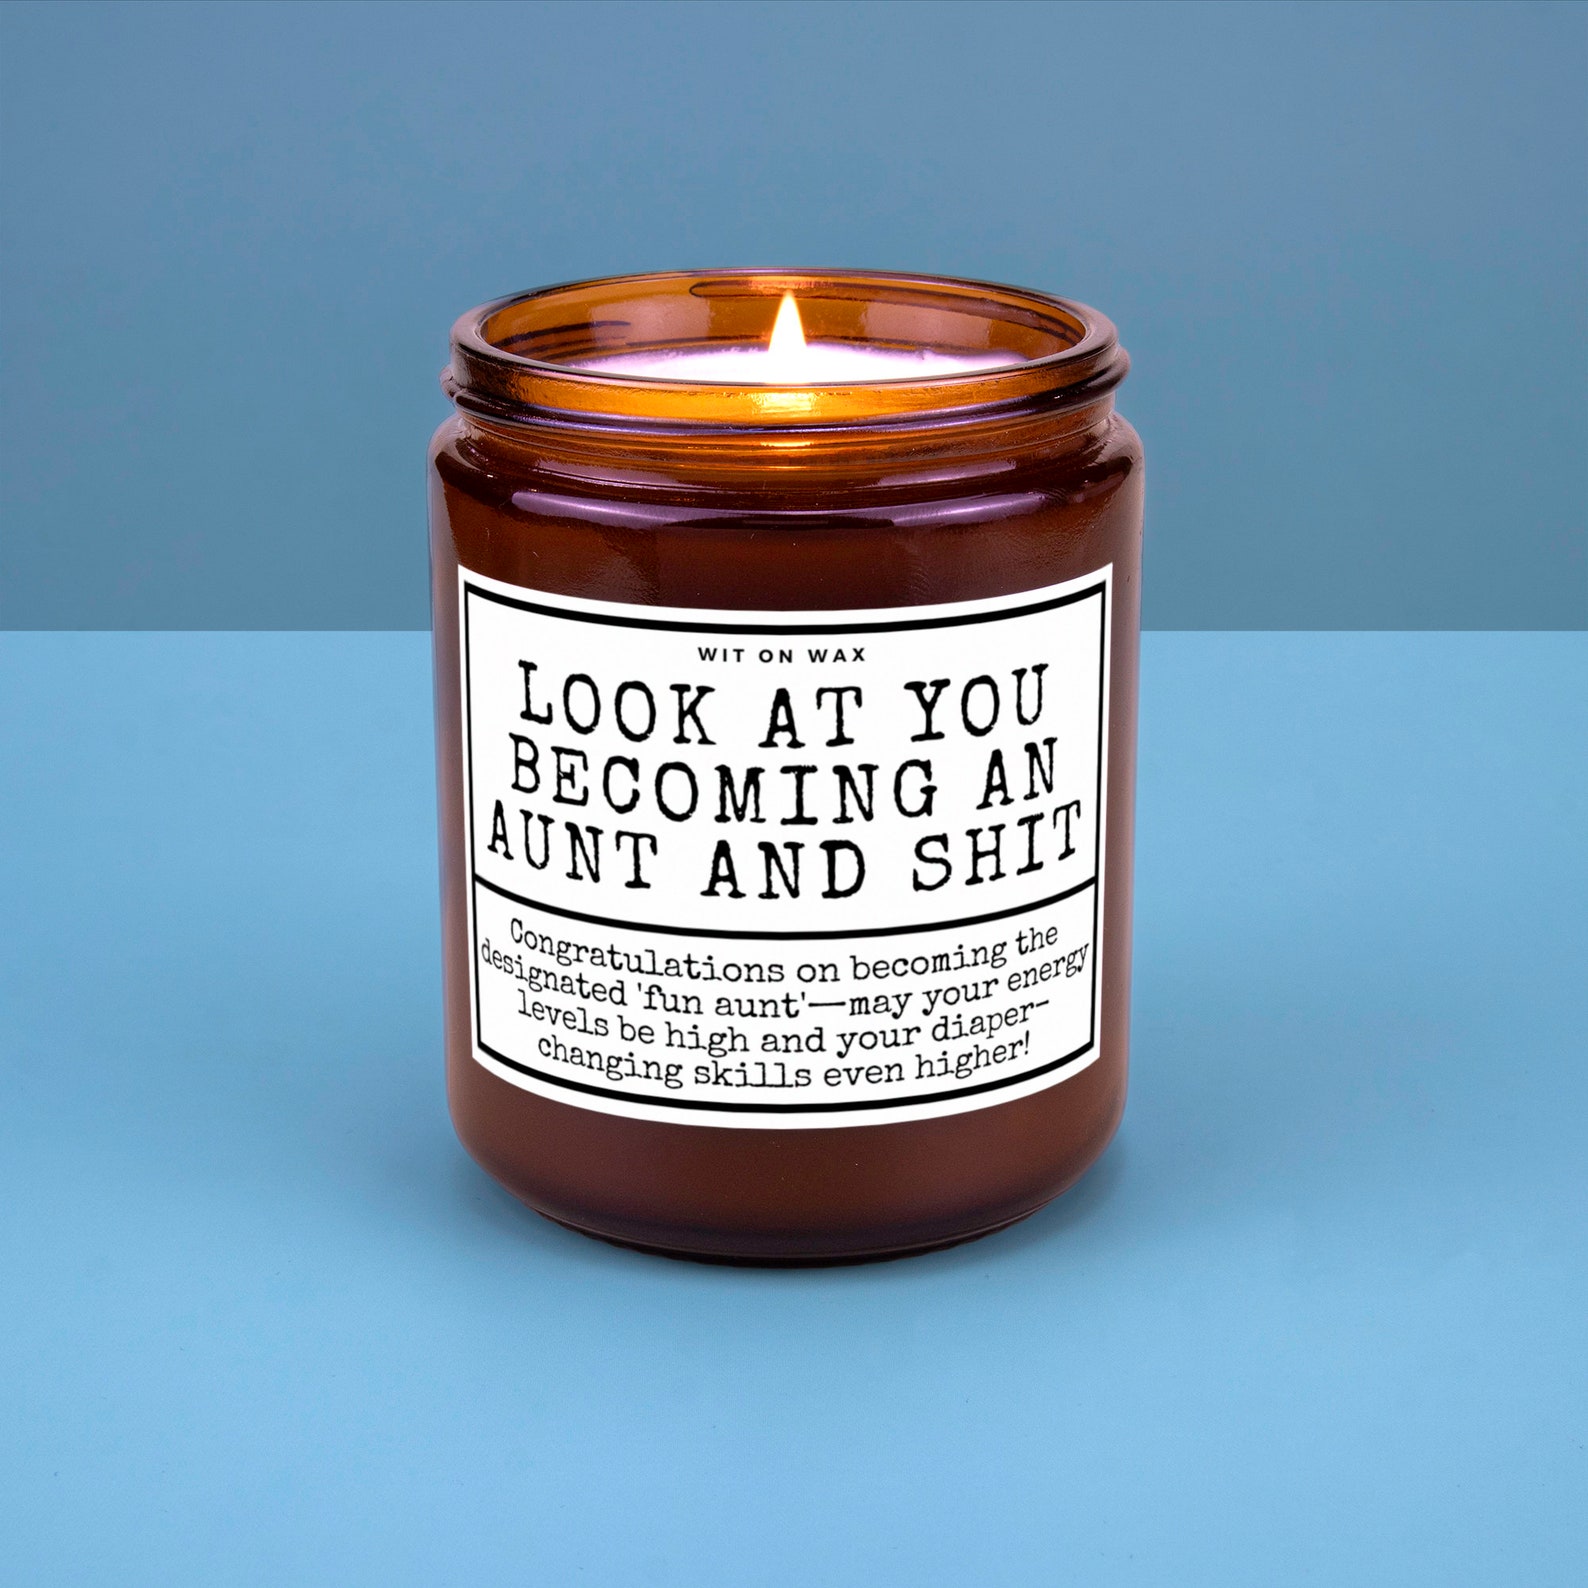 WIT ON WAX
LOOK AT YOU
BECOMING AN
AUNT AND SHIT
Congratulations on becoming the
designated 'fun aunt'—may your energy
levels be high and your diaper-
changing skills even higher!